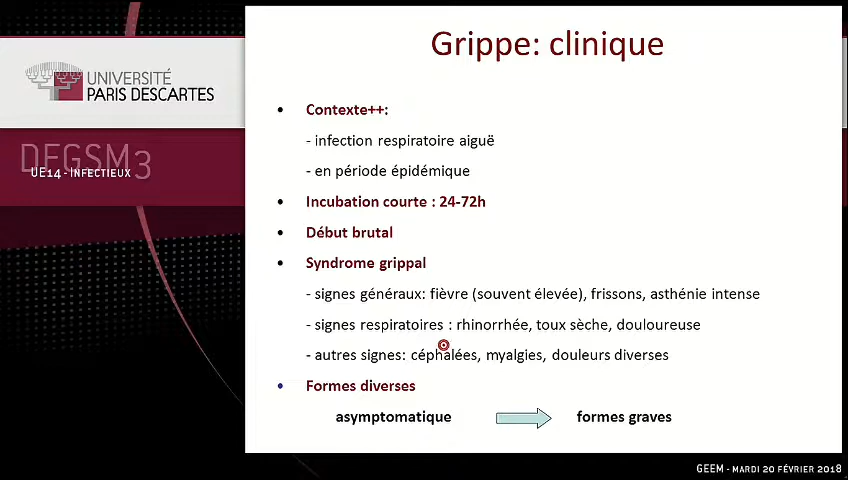 Grippe: clinique
UNIVERSITÉ
PARIS DESCARTES
DFGSM3
UE14 - INFECTIEUX
• Contexte++:
- infection respiratoire aiguë
- en période épidémique
• Incubation courte : 24-72h
• Début brutal
• Syndrome grippal
- signes généraux: fièvre (souvent élevée), frissons, asthénie intense
- signes respiratoires : rhinorrhée, toux sèche, douloureuse
- autres signes: céphalées, myalgies, douleurs diverses
• Formes diverses
asymptomatique formes graves
GEEM - MARDI 20 FÉVRIER 2018